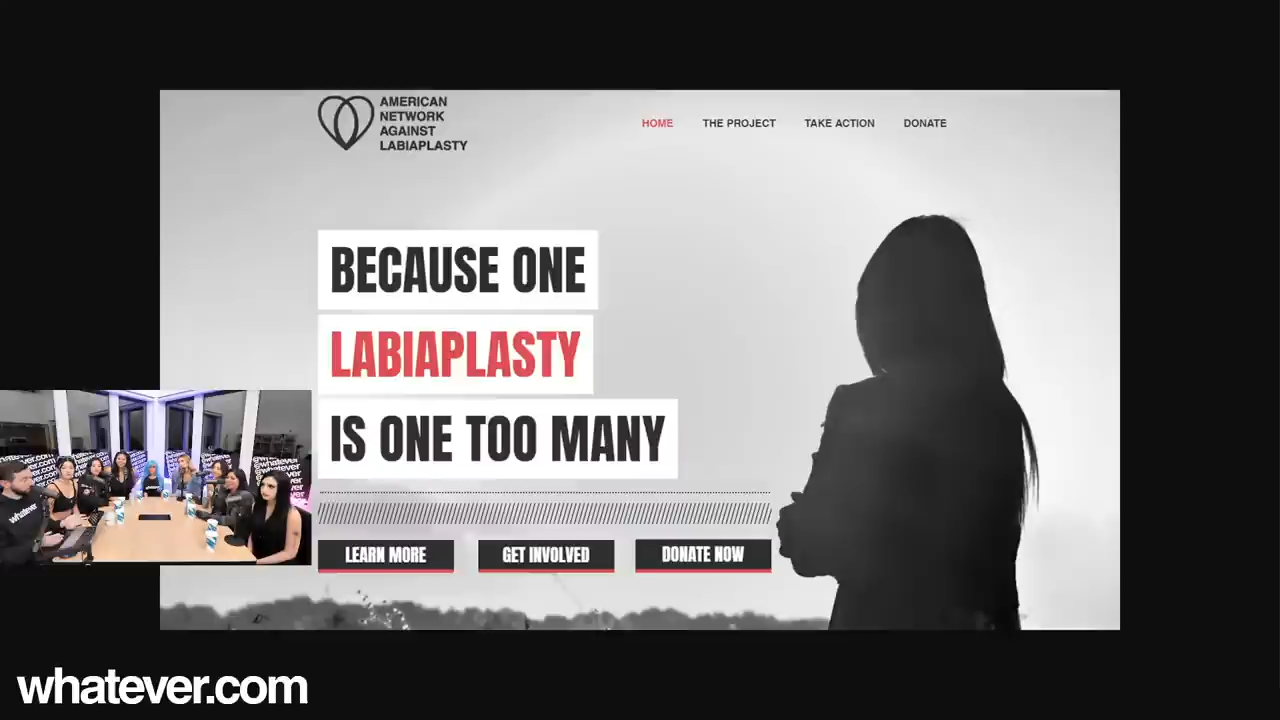 AMERICAN
NETWORK
AGAINST
LABIAPLASTY
HOME THE PROJECT TAKE ACTION DONATE
BECAUSE ONE
LABIAPLASTY
IS ONE TOO MANY
LEARN MORE GET INVOLVED DONATE NOW
whatever
whatever.com